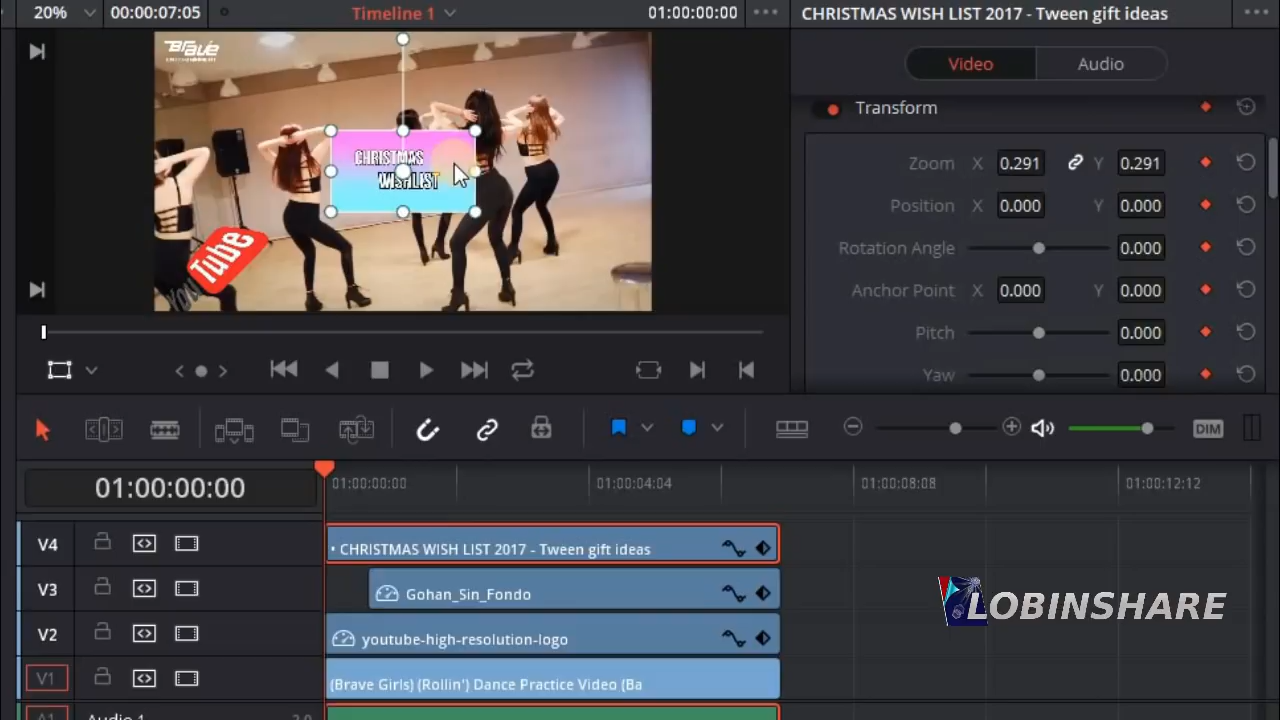 20% 00:00:07:05 Timeline 1 01:00:00:00 CHRISTMAS WISH LIST 2017 - Tween gift ideas
Brave
Video Audio
Transform
CHRISTMAS
WISHLIST
Zoom X 0.291 Y 0.291
Position X 0.000 Y 0.000
Rotation Angle 0.000
YouTube
Anchor Point X 0.000 Y 0.000
Pitch 0.000
Yaw 0.000
DIM
01:00:00:00 01:00:00:00 01:00:04:04 01:00:08:08 01:00:12:12
V4 • CHRISTMAS WISH LIST 2017 - Tween gift ideas
V3 Gohan_Sin_Fondo
LOBINSHARE
V2 youtube-high-resolution-logo
V1 (Brave Girls) (Rollin') Dance Practice Video (Ba
A1 Audio 1 2.0